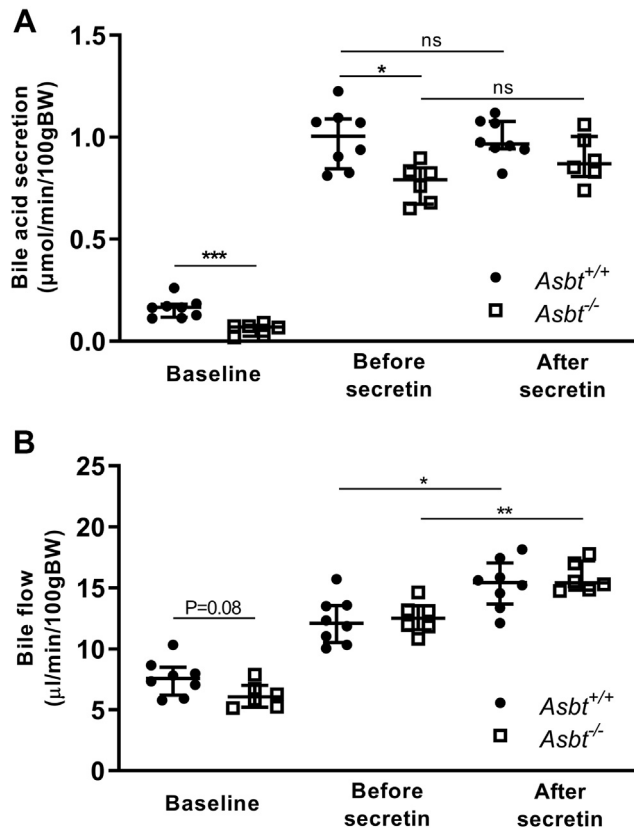 A
Bile acid secretion
(μmol/min/100gBW)
1.5
1.0
0.5
0.0
ns
*
ns
***
Asbt+/+
Asbt-/-
Baseline
Before
secretin
After
secretin
B
Bile flow
(μl/min/100gBW)
25
20
15
10
5
0
*
**
P=0.08
Asbt+/+
Asbt-/-
Baseline
Before
secretin
After
secretin